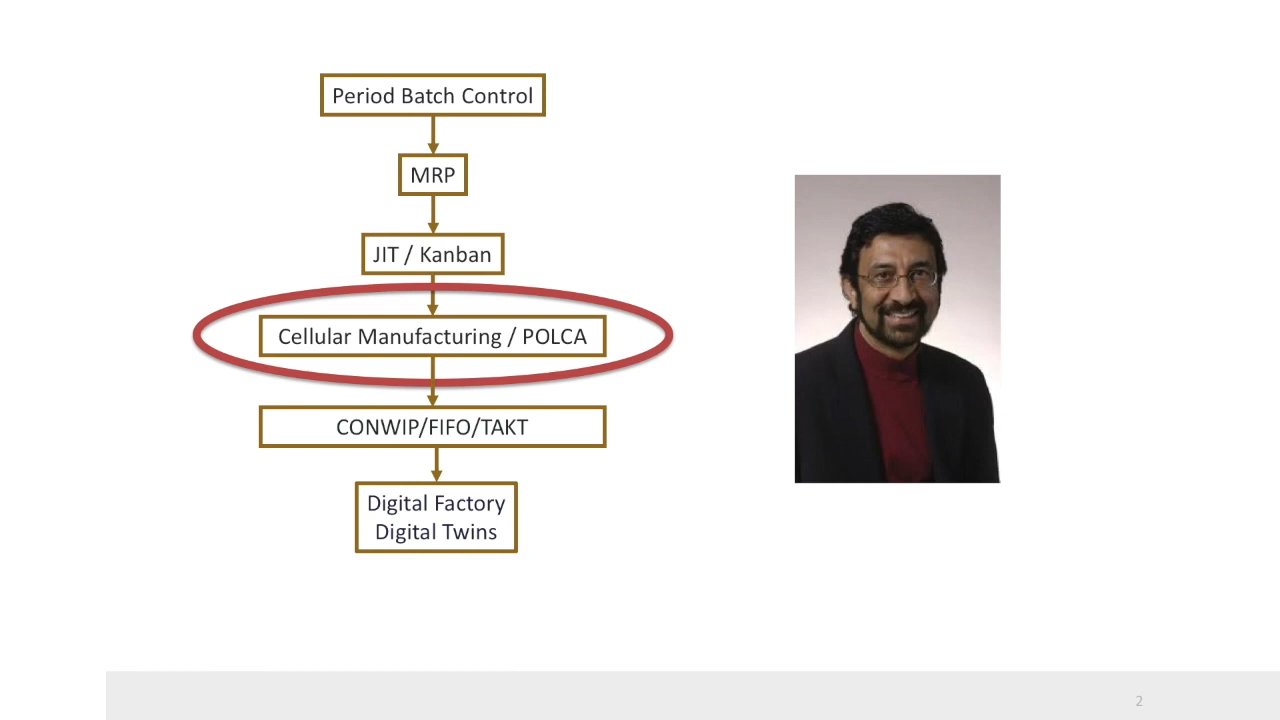 Period Batch Control
MRP
JIT / Kanban
Cellular Manufacturing / POLCA
CONWIP/FIFO/TAKT
Digital Factory
Digital Twins
2